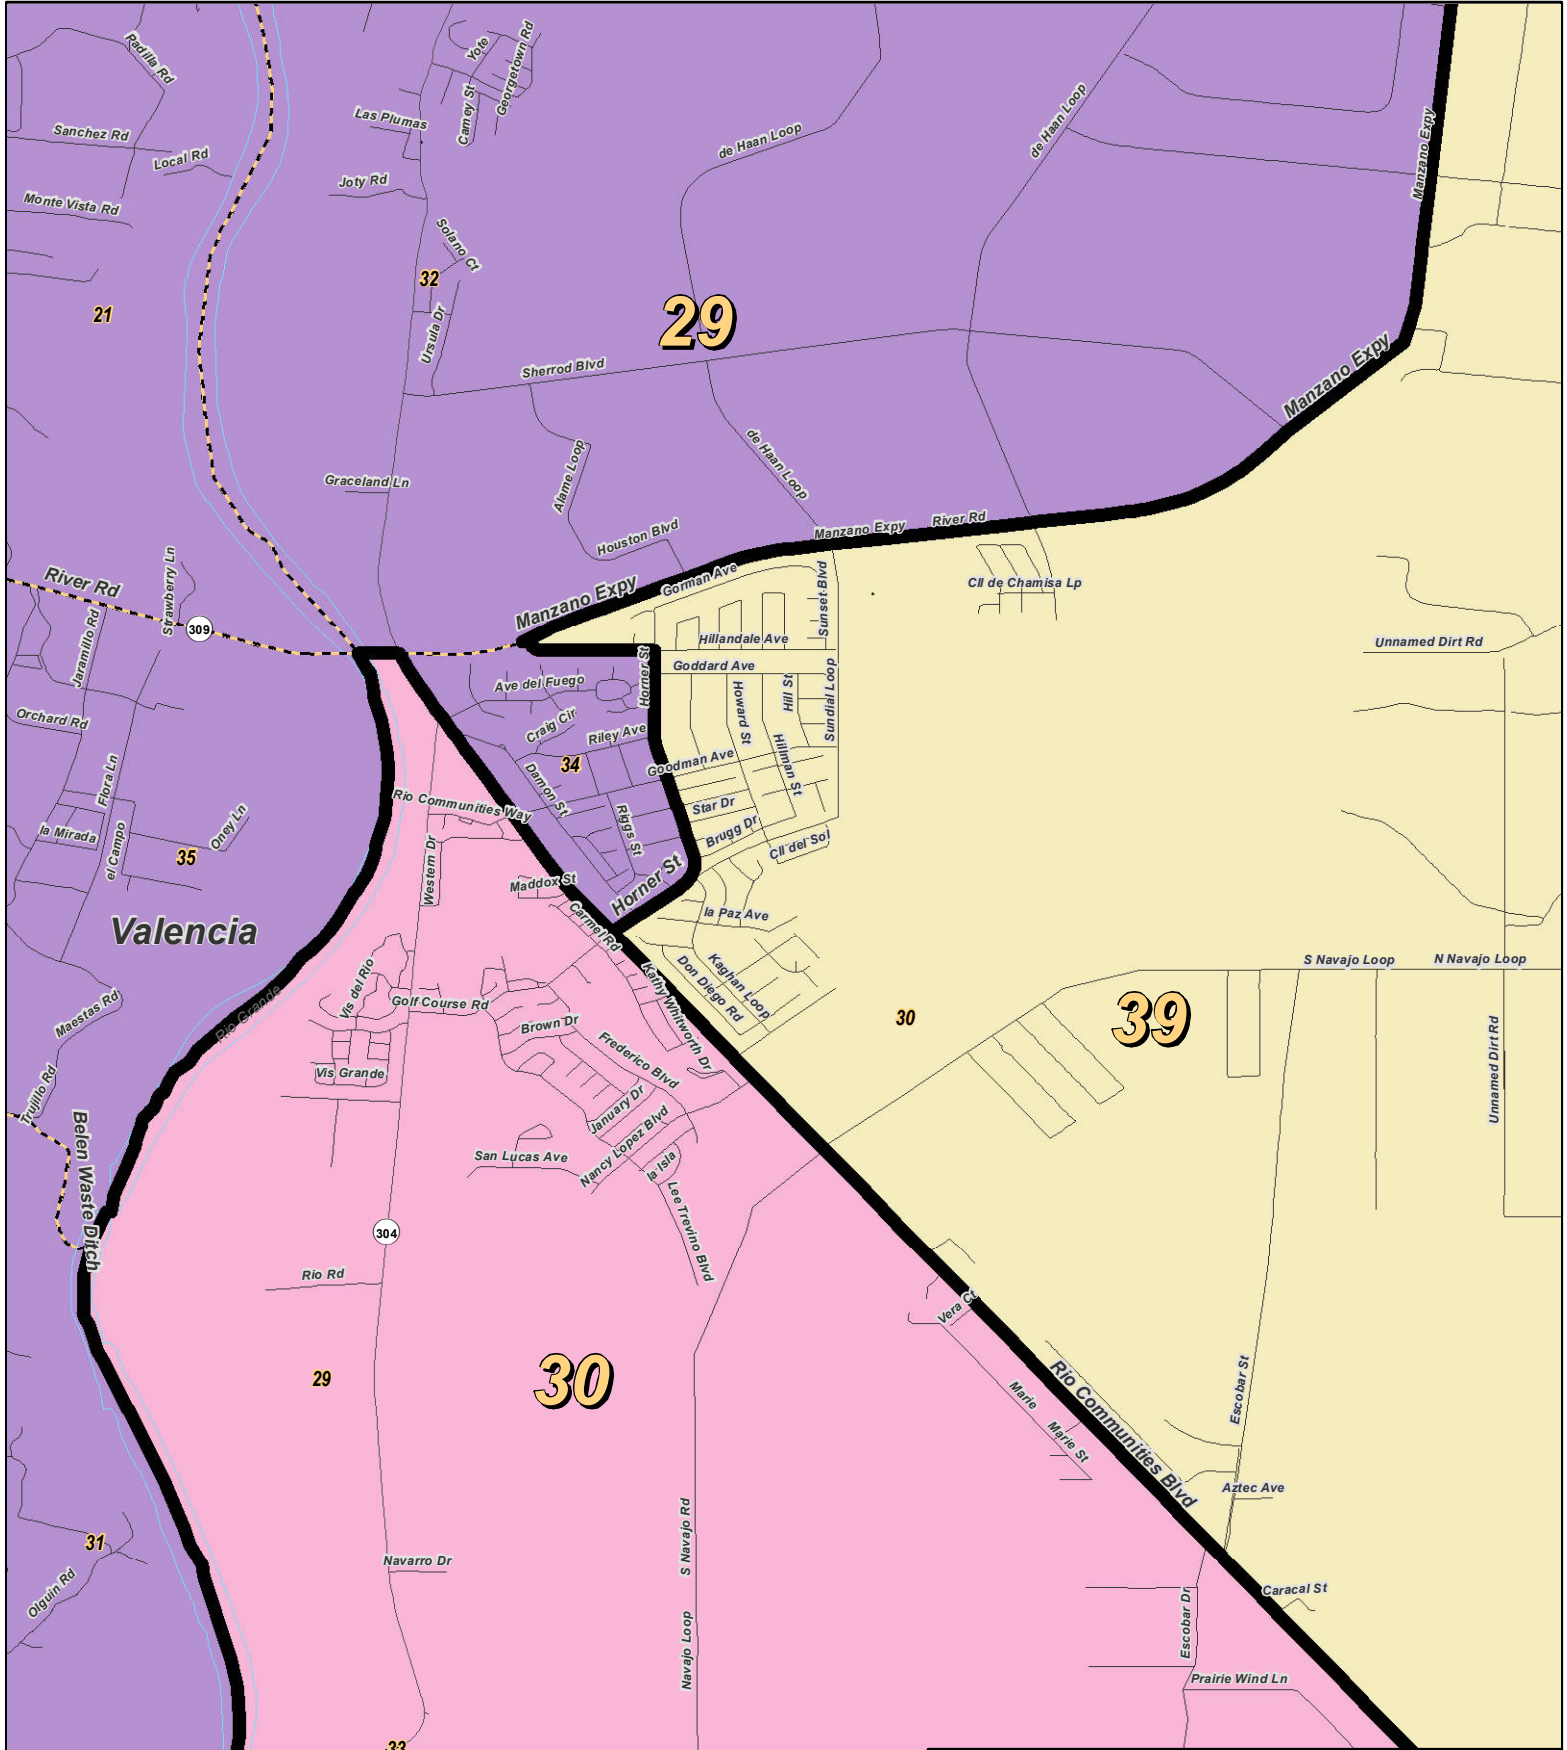 Padilla Rd
Yote
Georgetown Rd
Camey St
Las Plumas
Sanchez Rd
Local Rd
Joty Rd
Monte Vista Rd
de Haan Loop
de Haan Loop
Manzano Expy
Solano Ct
32
21
29
Ursula Dr
Sherrod Blvd
Manzano Expy
de Haan Loop
Alame Loop
Graceland Ln
Houston Blvd
Manzano Expy
River Rd
Strawberry Ln
River Rd
309
Jaramillo Rd
Manzano Expy
Gorman Ave
Sunset Blvd
Cll de Chamisa Lp
Hillandale Ave
Unnamed Dirt Rd
Goddard Ave
Horner St
Ave del Fuego
Howard St
Hill St
Sundial Loop
Orchard Rd
Craig Cir
Riley Ave
34
Goodman Ave
Hillman St
Damon St
Flora Ln
Rio Communities Way
Star Dr
Riggs St
Brugg Dr
Cll del Sol
la Mirada
el Campo
Oney Ln
35
Western Dr
Maddox St
Horner St
la Paz Ave
Carmel Rd
Valencia
Vis del Rio
Kathy Whitworth Dr
Don Diego Rd
Kaghan Loop
S Navajo Loop
N Navajo Loop
Maestas Rd
Rio Grande
Golf Course Rd
Brown Dr
30
39
Frederico Blvd
Unnamed Dirt Rd
Vis Grande
Trujillo Rd
January Dr
Nancy Lopez Blvd
San Lucas Ave
la Isla
Belen Waste Ditch
Lee Trevino Blvd
304
Rio Rd
Vera Ct
29
30
Marie
Marie St
Rio Communities Blvd
Escobar St
Aztec Ave
31
S Navajo Rd
Navarro Dr
Olguin Rd
Caracal St
Escobar Dr
Navajo Loop
Prairie Wind Ln
33